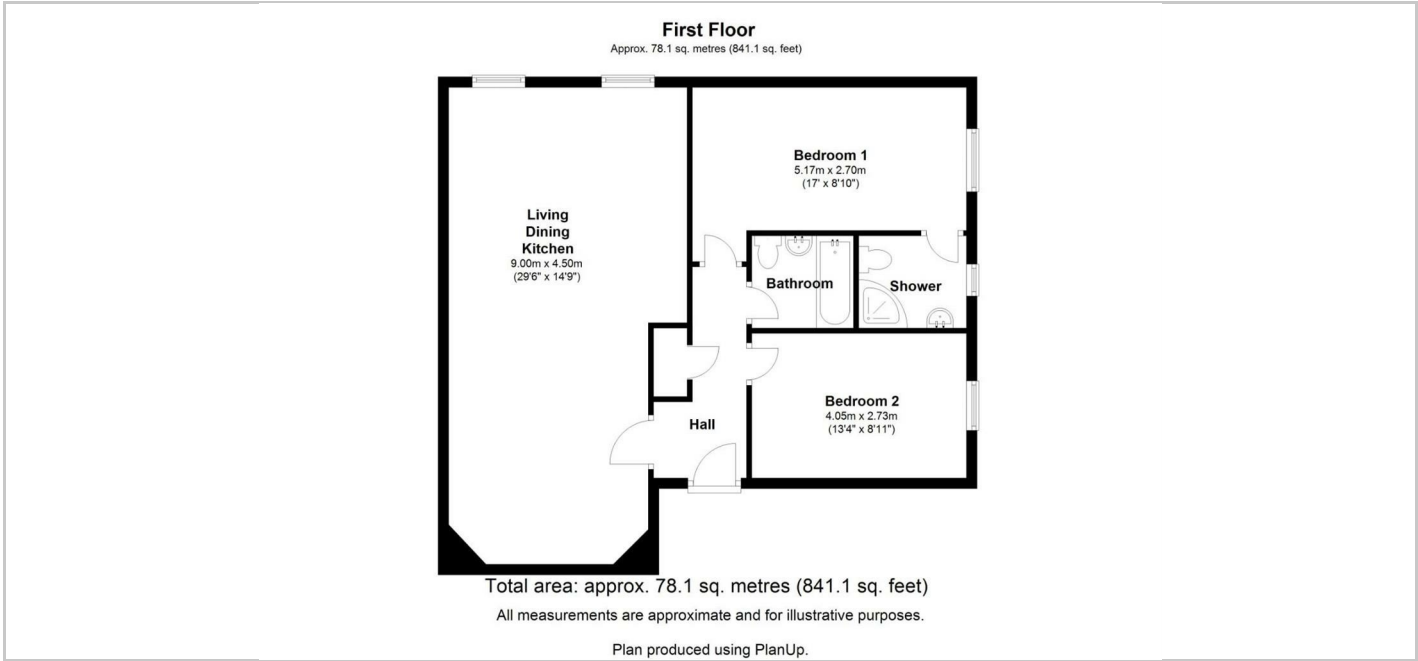 First Floor
Approx. 78.1 sq. metres (841.1 sq. feet)
Bedroom 1
5.17m x 2.70m
(17' x 8'10")
Living
Dining
Kitchen
9.00m x 4.50m
(29'6" x 14'9")
Bathroom
Shower
Bedroom 2
4.05m x 2.73m
(13'4" x 8'11")
Hall
Total area: approx. 78.1 sq. metres (841.1 sq. feet)
All measurements are approximate and for illustrative purposes.
Plan produced using PlanUp.